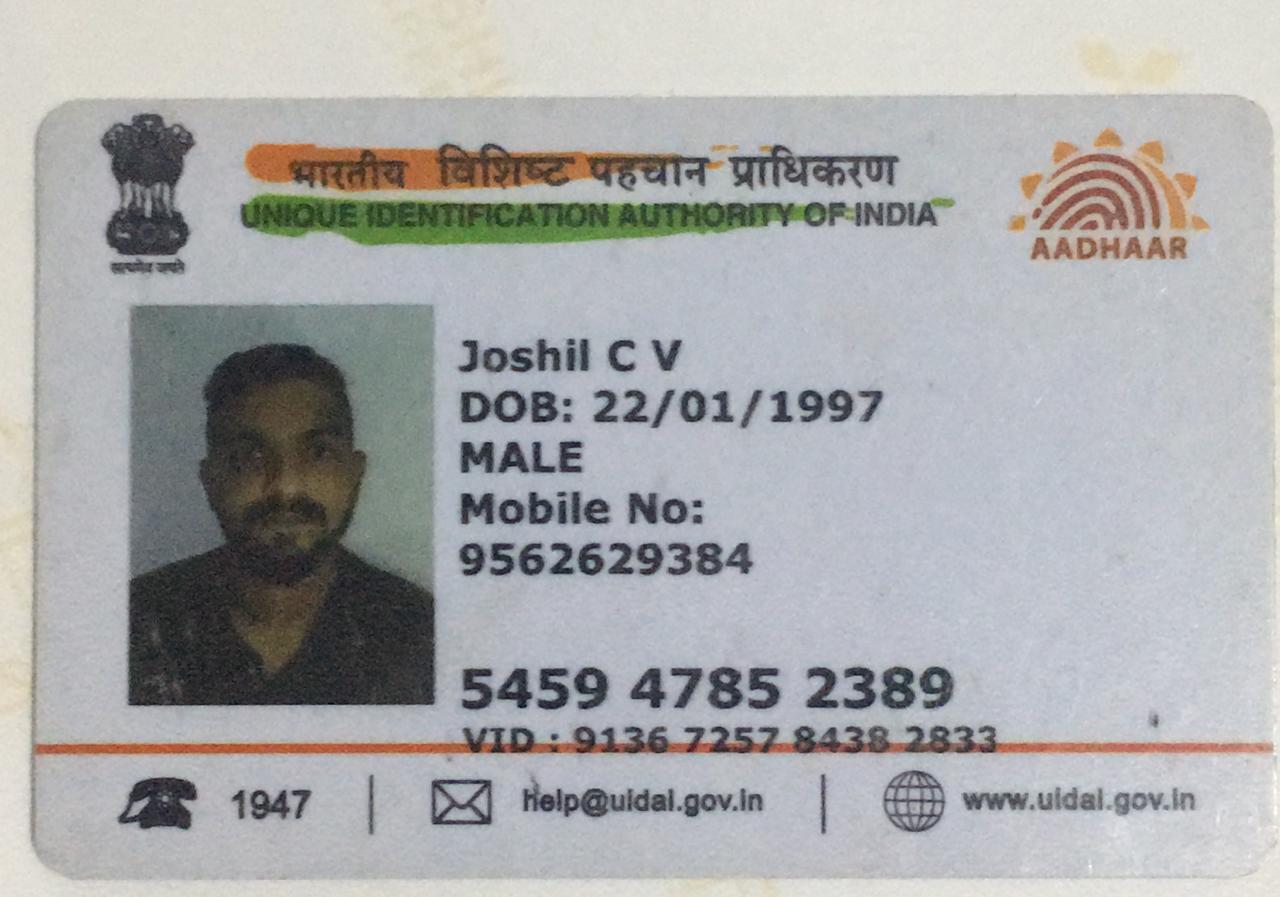 भारतीय विशिष्ट पहचान प्राधिकरण
UNIQUE IDENTIFICATION AUTHORITY OF INDIA
सत्यमेव जयते
AADHAAR
Joshil C V
DOB: 22/01/1997
MALE
Mobile No:
9562629384
5459 4785 2389
VID : 9136 7257 8438 2833
1947
help@uidai.gov.in
www.uidai.gov.in